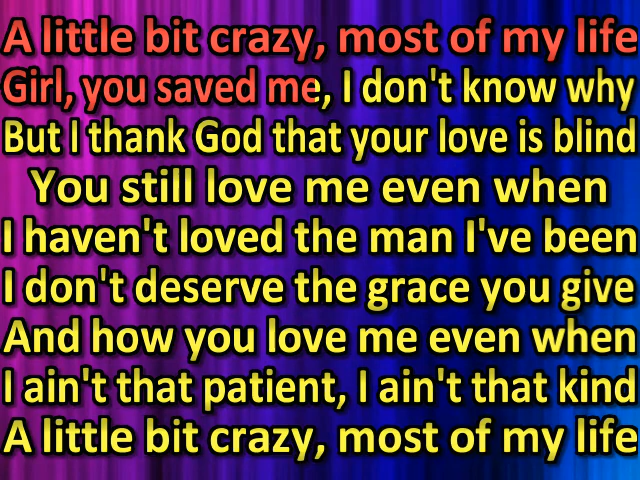 A little bit crazy, most of my life
Girl, you saved me, I don't know why
But I thank God that your love is blind
You still love me even when
I haven't loved the man I've been
I don't deserve the grace you give
And how you love me even when
I ain't that patient, I ain't that kind
A little bit crazy, most of my life